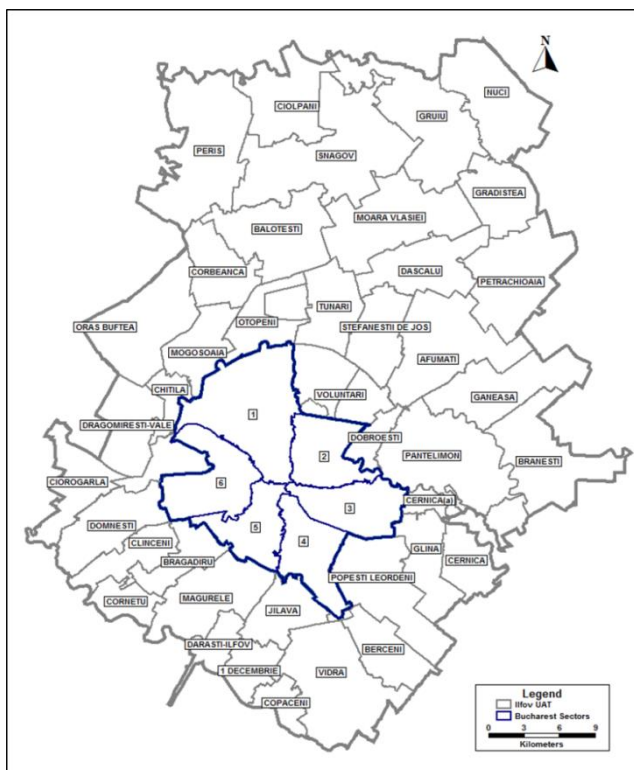 N
NUCI
CIOLPANI
GRUIU
PERIS
SNAGOV
GRADISTEA
MOARA VLASIEI
BALOTESTI
CORBEANCA
DASCALU
PETRACHIOAIA
TUNARI
OTOPENI
ORAS BUFTEA
STEFANESTII DE JOS
MOGOSOAIA
AFUMATI
CHITILA
VOLUNTARI
GANEASA
1
DRAGOMIRESTI-VALE
DOBROESTI
2
PANTELIMON
BRANESTI
CIOROGARLA
6
CERNICA(a)
3
DOMNESTI
5
4
CLINCENI
GLINA
BRAGADIRU
CERNICA
POPESTI LEORDENI
CORNETU
MAGURELE
JILAVA
DARASTI-ILFOV
BERCENI
1 DECEMBRIE
VIDRA
COPACENI
Legend
Ilfov UAT
Bucharest Sectors
0 3 6 9
Kilometers